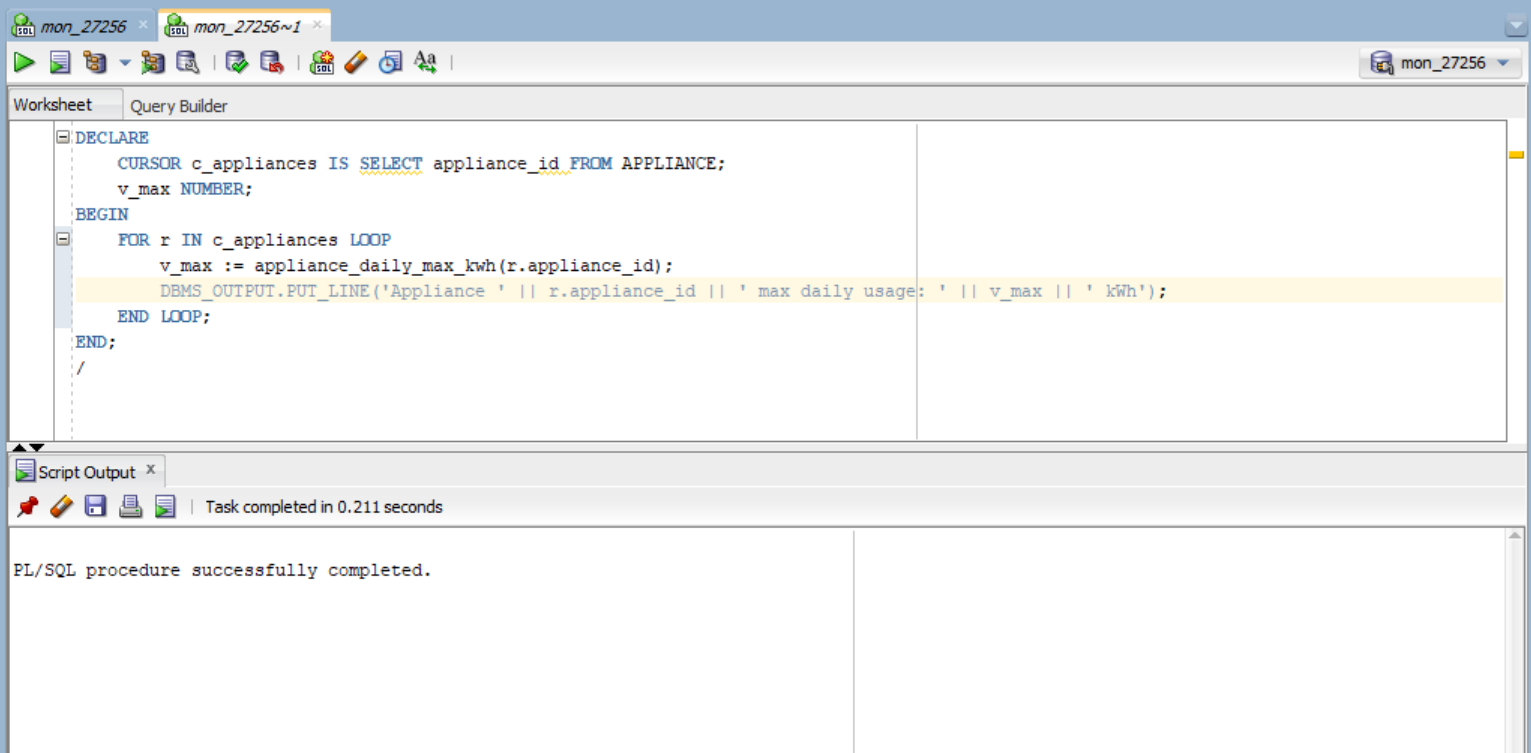 mon_27256
mon_27256~1
mon_27256
Worksheet
Query Builder
DECLARE
CURSOR c_appliances IS SELECT appliance_id FROM APPLIANCE;
v_max NUMBER;
BEGIN
FOR r IN c_appliances LOOP
v_max := appliance_daily_max_kwh(r.appliance_id);
DBMS_OUTPUT.PUT_LINE('Appliance ' || r.appliance_id || ' max daily usage: ' || v_max || ' kWh');
END LOOP;
END;
/
Script Output x
Task completed in 0.211 seconds
PL/SQL procedure successfully completed.